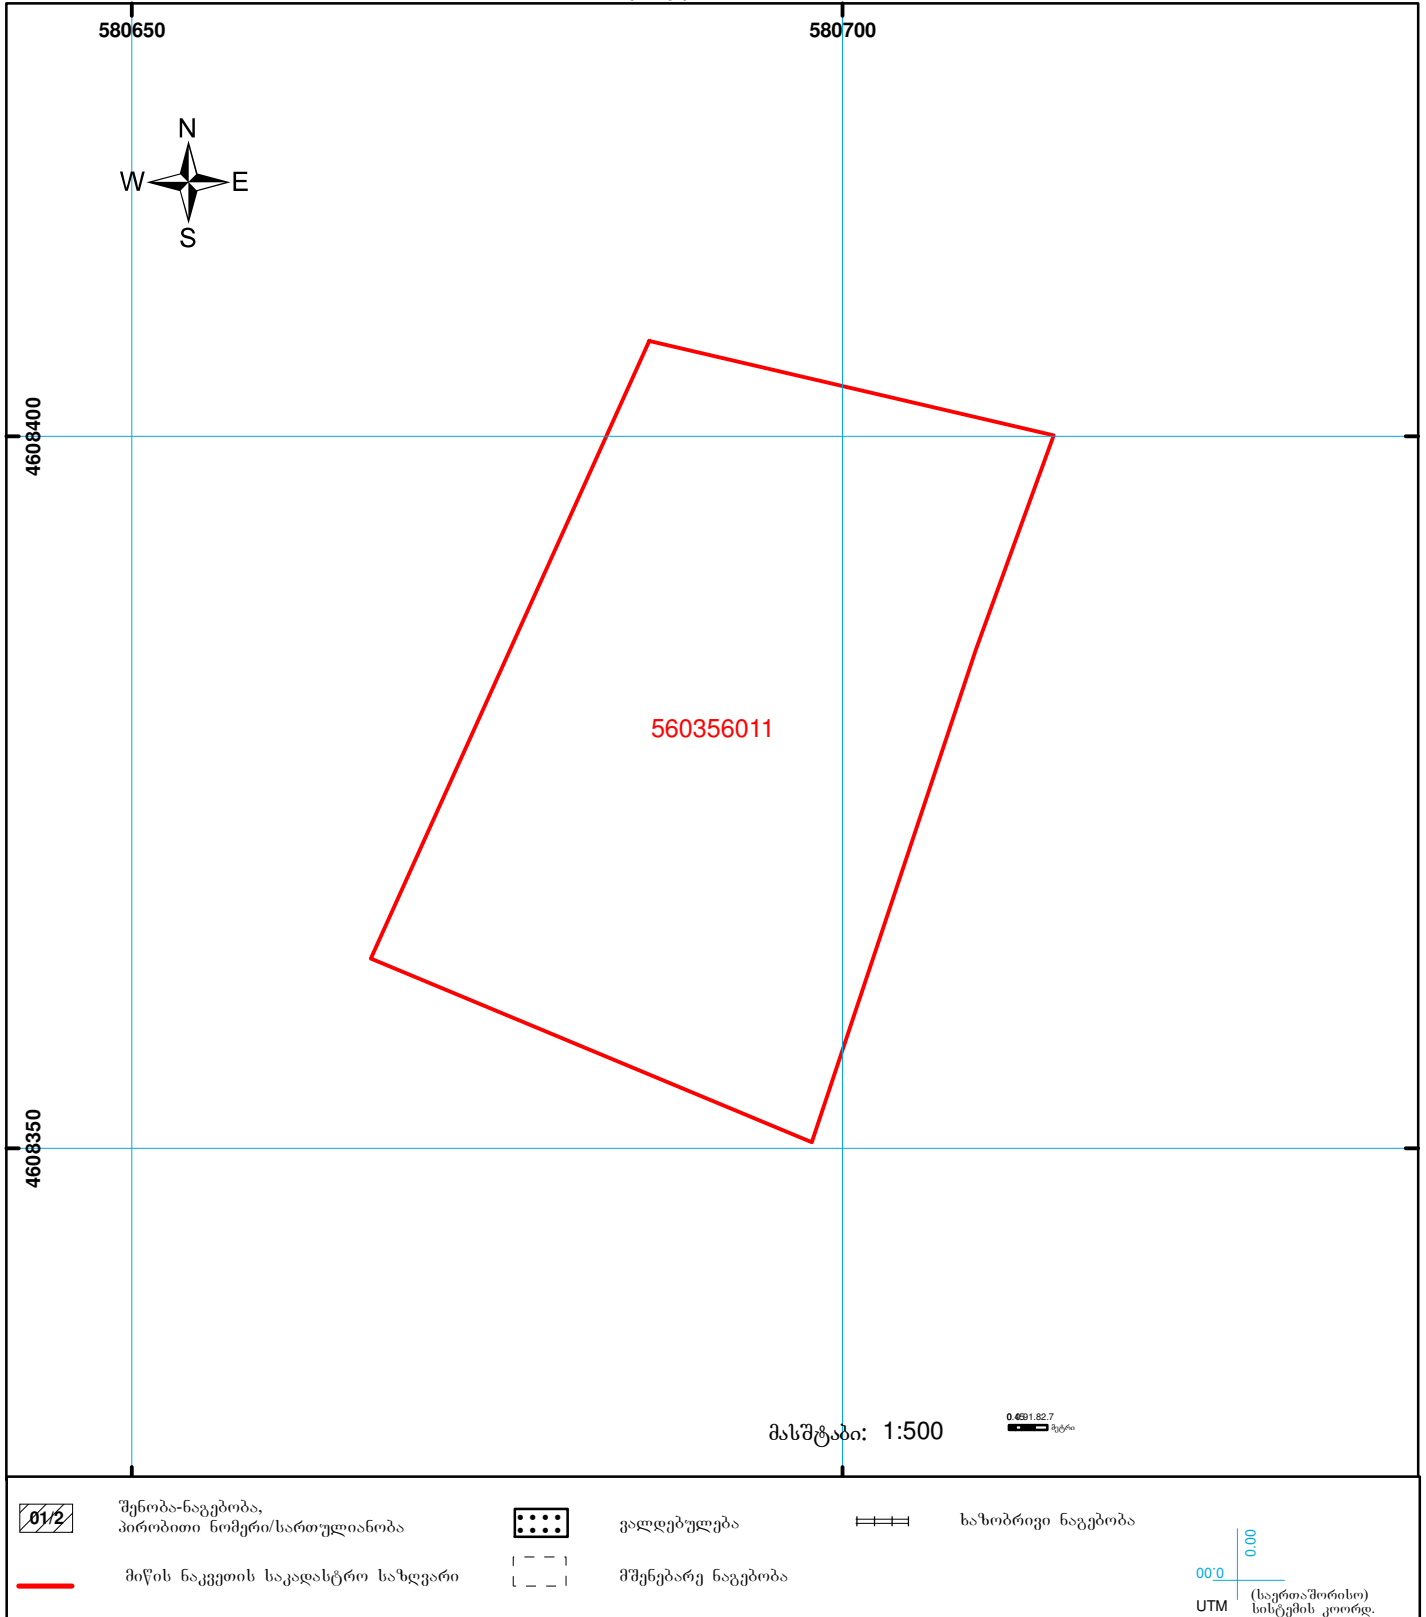 580650
580700
N
W E
S
4608400
560356011
4608350
მასშტაბი: 1:500
მეტრი
01/2
შენობა-ნაგებობა,
პირობითი ნომერი/სართულიანობა
ვალდებულება
ხაზობრივი ნაგებობა
მიწის ნაკვეთის საკადასტრო საზღვარი
მშენებარე ნაგებობა
0.00
0.00
UTM
(საერთაშორისო)
სისტემის კოორდ.